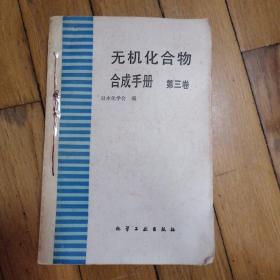 无机化合物
合成手册 第三卷
日本化学会 编
化学工业出版社